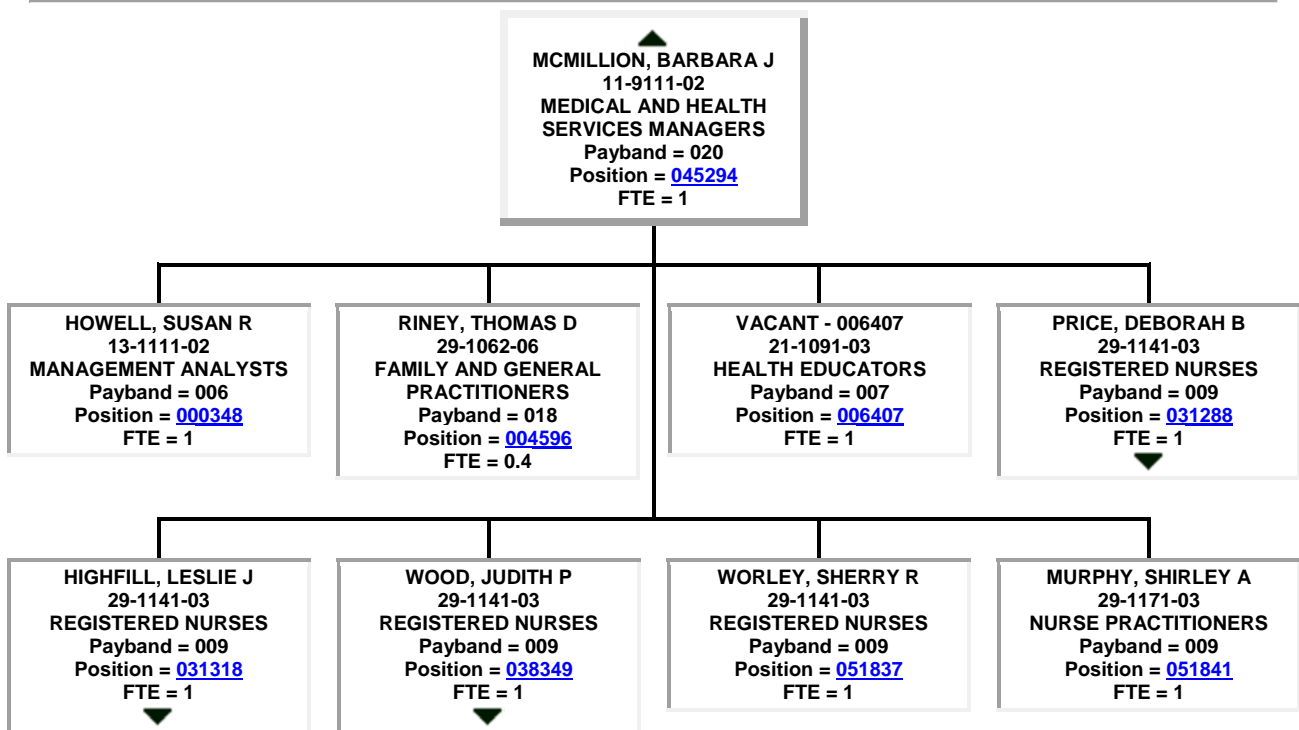 MCMILLION, BARBARA J
11-9111-02
MEDICAL AND HEALTH
SERVICES MANAGERS
Payband = 020
Position = 045294
FTE = 1
HOWELL, SUSAN R
13-1111-02
MANAGEMENT ANALYSTS
Payband = 006
Position = 000348
FTE = 1
RINEY, THOMAS D
29-1062-06
FAMILY AND GENERAL
PRACTITIONERS
Payband = 018
Position = 004596
FTE = 0.4
VACANT - 006407
21-1091-03
HEALTH EDUCATORS
Payband = 007
Position = 006407
FTE = 1
PRICE, DEBORAH B
29-1141-03
REGISTERED NURSES
Payband = 009
Position = 031288
FTE = 1
HIGHFILL, LESLIE J
29-1141-03
REGISTERED NURSES
Payband = 009
Position = 031318
FTE = 1
WOOD, JUDITH P
29-1141-03
REGISTERED NURSES
Payband = 009
Position = 038349
FTE = 1
WORLEY, SHERRY R
29-1141-03
REGISTERED NURSES
Payband = 009
Position = 051837
FTE = 1
MURPHY, SHIRLEY A
29-1171-03
NURSE PRACTITIONERS
Payband = 009
Position = 051841
FTE = 1